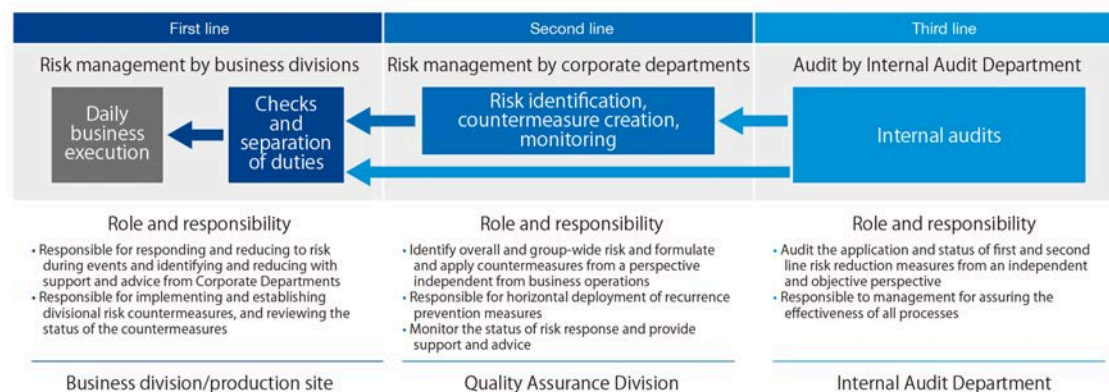 First line
Second line
Third line
Risk management by business divisions
Risk management by corporate departments
Audit by Internal Audit Department
Daily
business
execution
Checks
and
separation
of duties
Risk identification,
countermeasure creation,
monitoring
Internal audits
Role and responsibility
• Responsible for responding and reducing to risk
during events and identifying and reducing with
support and advice from Corporate Departments
• Responsible for implementing and establishing
divisional risk countermeasures, and reviewing the
status of the countermeasures
Role and responsibility
• Identify overall and group-wide risk and formulate
and apply countermeasures from a perspective
independent from business operations
• Responsible for horizontal deployment of recurrence
prevention measures
• Monitor the status of risk response and provide
support and advice
Role and responsibility
• Audit the application and status of first and second
line risk reduction measures from an independent
and objective perspective
• Responsible to management for assuring the
effectiveness of all processes
Business division/production site
Quality Assurance Division
Internal Audit Department